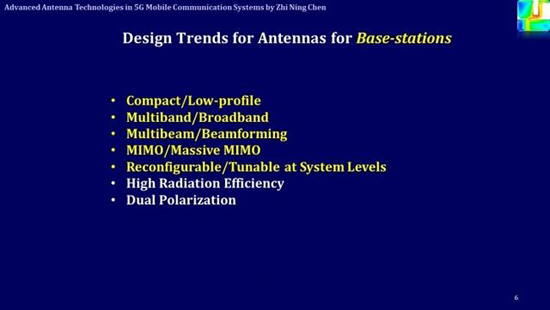 Advanced Antenna Technologies in 5G Mobile Communication Systems by Zhi Ning Chen
Design Trends for Antennas for Base-stations
• Compact/Low-profile
• Multiband/Broadband
• Multibeam/Beamforming
• MIMO/Massive MIMO
• Reconfigurable/Tunable at System Levels
• High Radiation Efficiency
• Dual Polarization
6